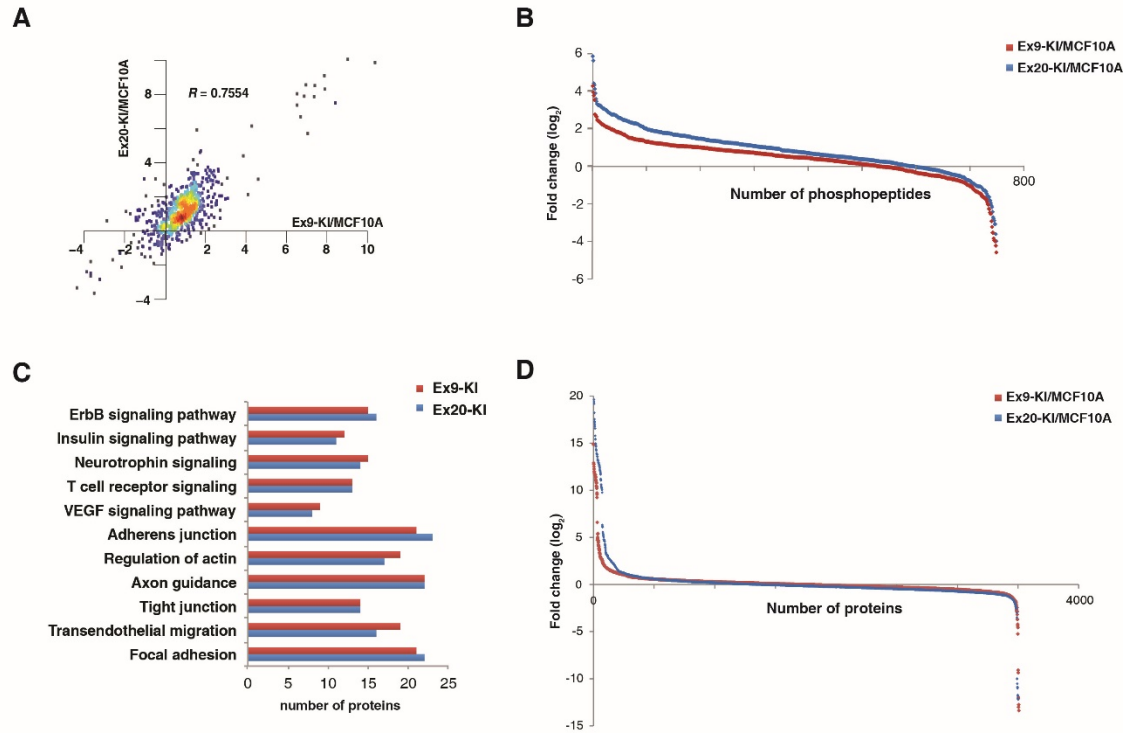 A
Ex20-KI/MCF10A
R = 0.7554
8
4
Ex9-KI/MCF10A
−4
−2
2
4
6
8
10
−4
B
Ex9-KI/MCF10A
Ex20-KI/MCF10A
Fold change (log2)
6
4
2
0
-2
-4
-6
0
800
Number of phosphopeptides
C
Ex9-KI
Ex20-KI
ErbB signaling pathway
Insulin signaling pathway
Neurotrophin signaling
T cell receptor signaling
VEGF signaling pathway
Adherens junction
Regulation of actin
Axon guidance
Tight junction
Transendothelial migration
Focal adhesion
0 5 10 15 20 25
number of proteins
D
Ex9-KI/MCF10A
Ex20-KI/MCF10A
Fold change (log2)
20
15
10
5
0
-5
-10
-15
0
4000
Number of proteins